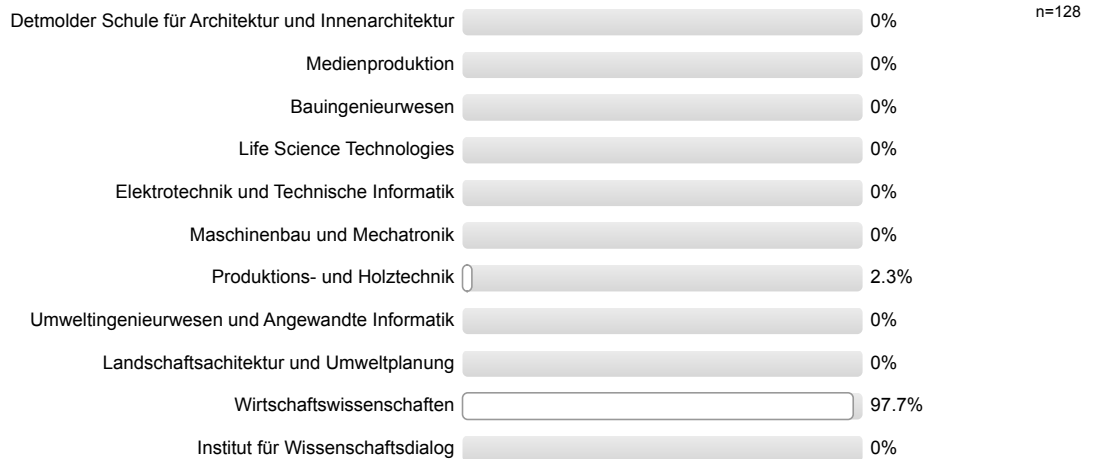 Detmolder Schule für Architektur und Innenarchitektur 0% n=128
Medienproduktion 0%
Bauingenieurwesen 0%
Life Science Technologies 0%
Elektrotechnik und Technische Informatik 0%
Maschinenbau und Mechatronik 0%
Produktions- und Holztechnik 2.3%
Umweltingenieurwesen und Angewandte Informatik 0%
Landschaftsachitektur und Umweltplanung 0%
Wirtschaftswissenschaften 97.7%
Institut für Wissenschaftsdialog 0%